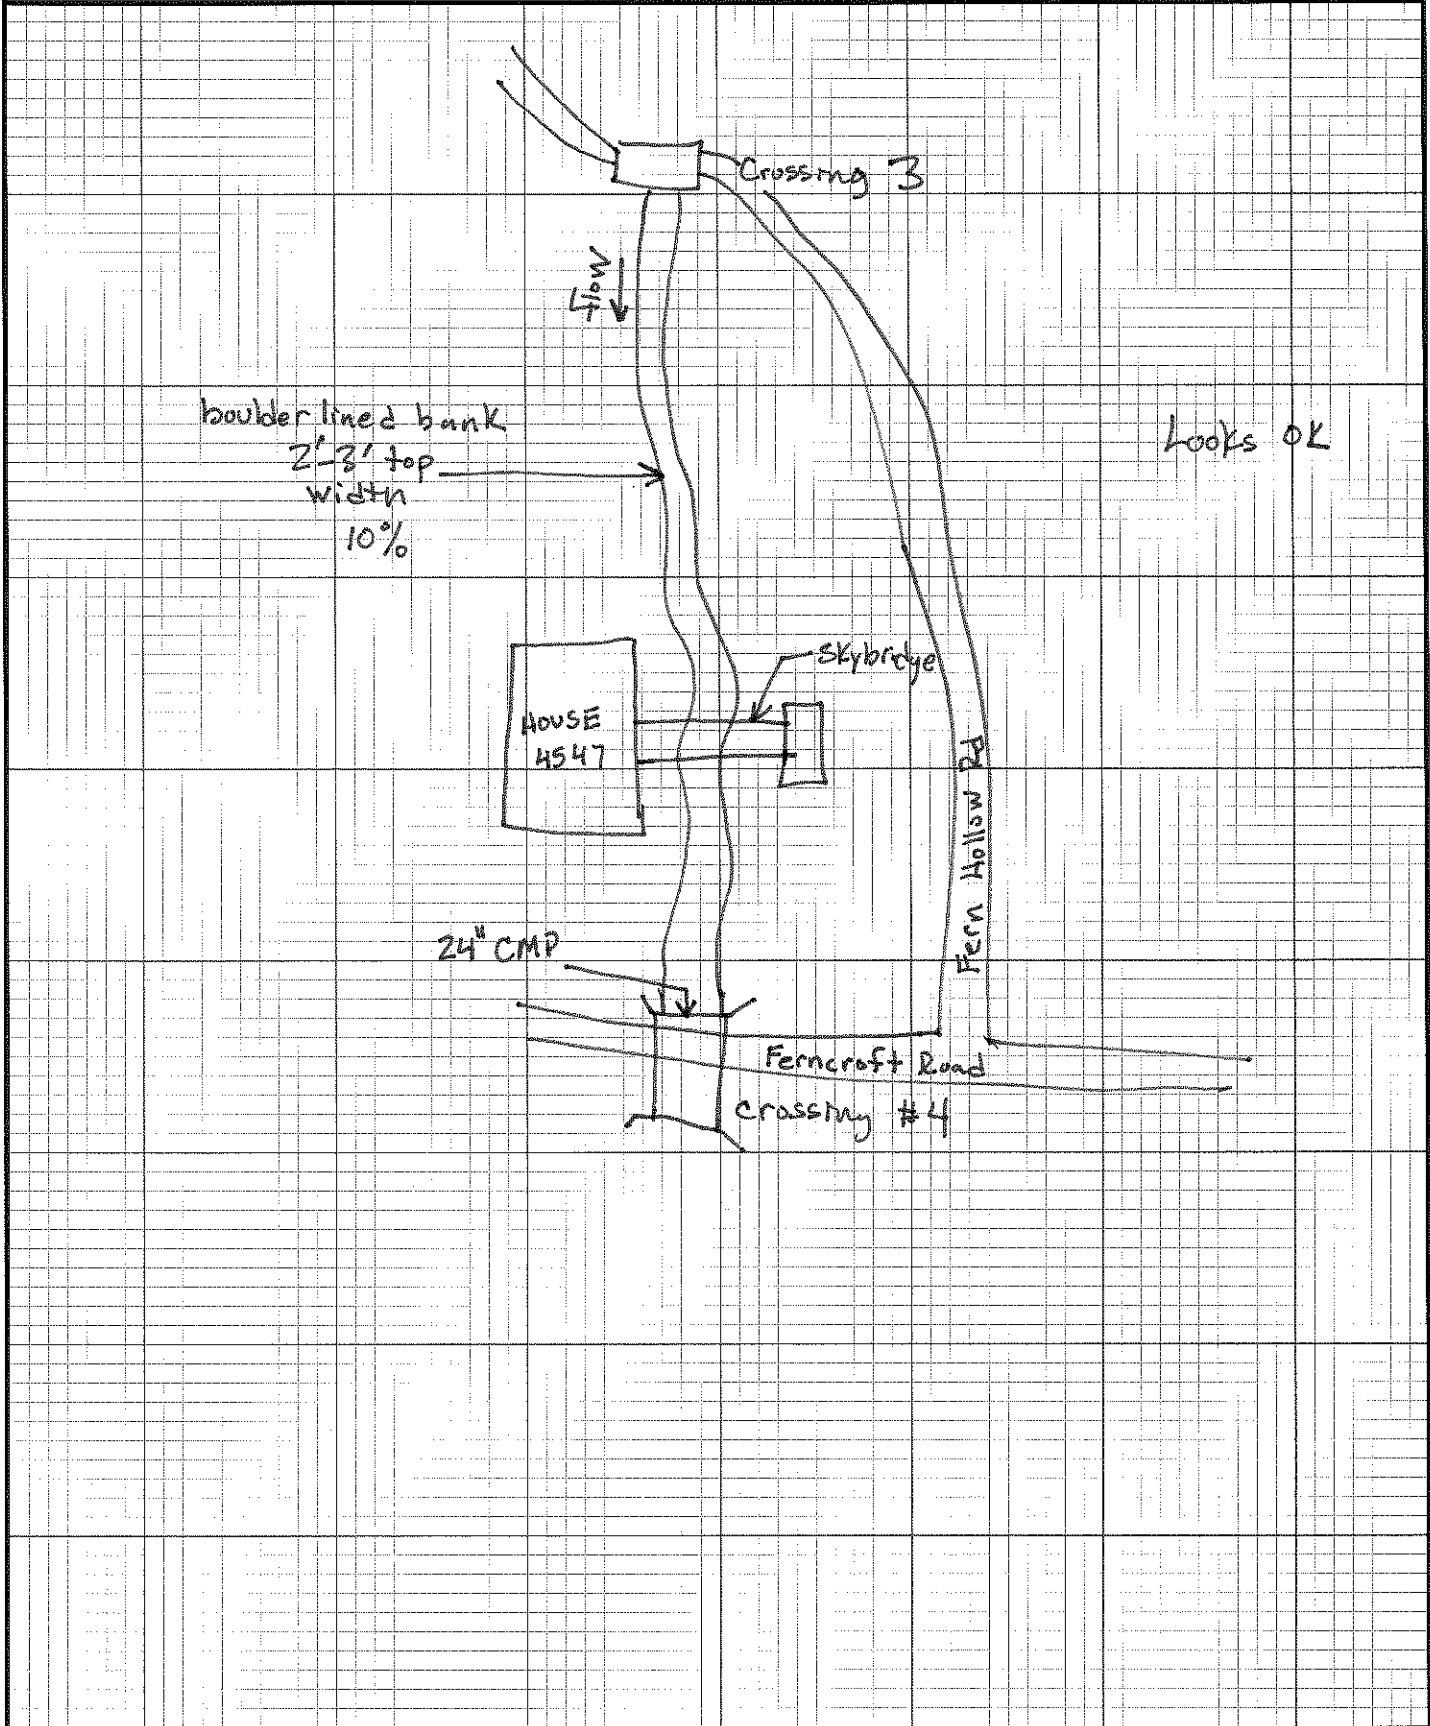 Crossing 3
Flow
boulder lined bank
2'-3' top
width
10%
Looks OK
Skybridge
HOUSE
4547
Fern Hollow Rd
24" CMP
Ferncroft Road
Crossing #4